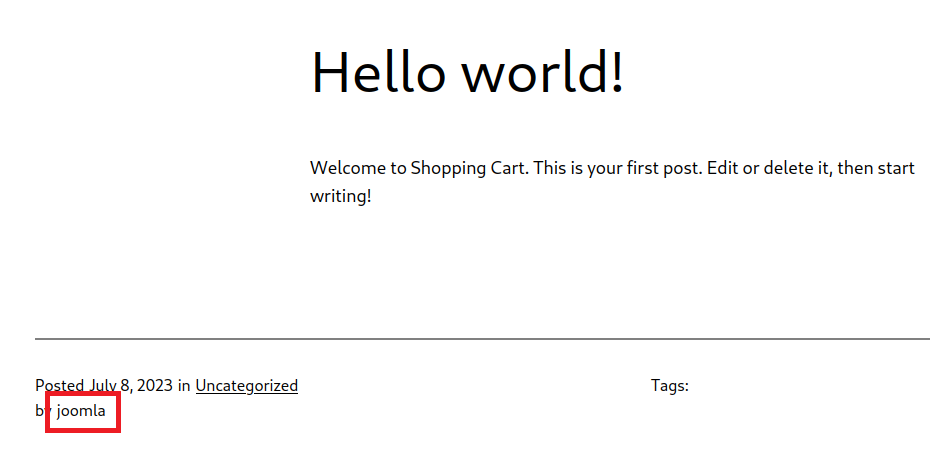 Hello world!
Welcome to Shopping Cart. This is your first post. Edit or delete it, then start
writing!
Posted July 8, 2023 in Uncategorized
by joomla
Tags: